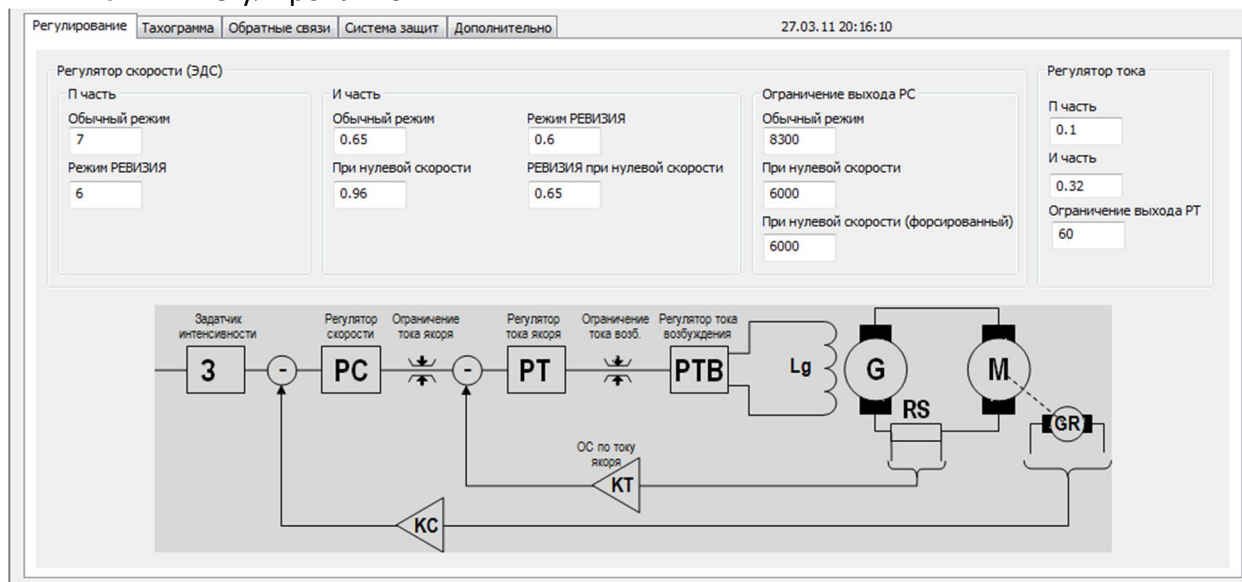 Регулирование Тахограмма Обратные связи Система защит Дополнительно 27.03.11 20:16:10
Регулятор скорости (ЭДС)
П часть
Обычный режим
7
Режим РЕВИЗИЯ
6
И часть
Обычный режим
0.65
При нулевой скорости
0.96
Режим РЕВИЗИЯ
0.6
РЕВИЗИЯ при нулевой скорости
0.65
Ограничение выхода РС
Обычный режим
8300
При нулевой скорости
6000
При нулевой скорости (форсированный)
6000
Регулятор тока
П часть
0.1
И часть
0.32
Ограничение выхода РТ
60
Задатчик
интенсивности
Регулятор
скорости
Ограничение
тока якоря
Регулятор
тока якоря
Ограничение
тока возб.
Регулятор тока
возбуждения
З
-
РС
-
РТ
РТВ
Lg
G
M
RS
GR
ОС по току
якоря
КТ
КС